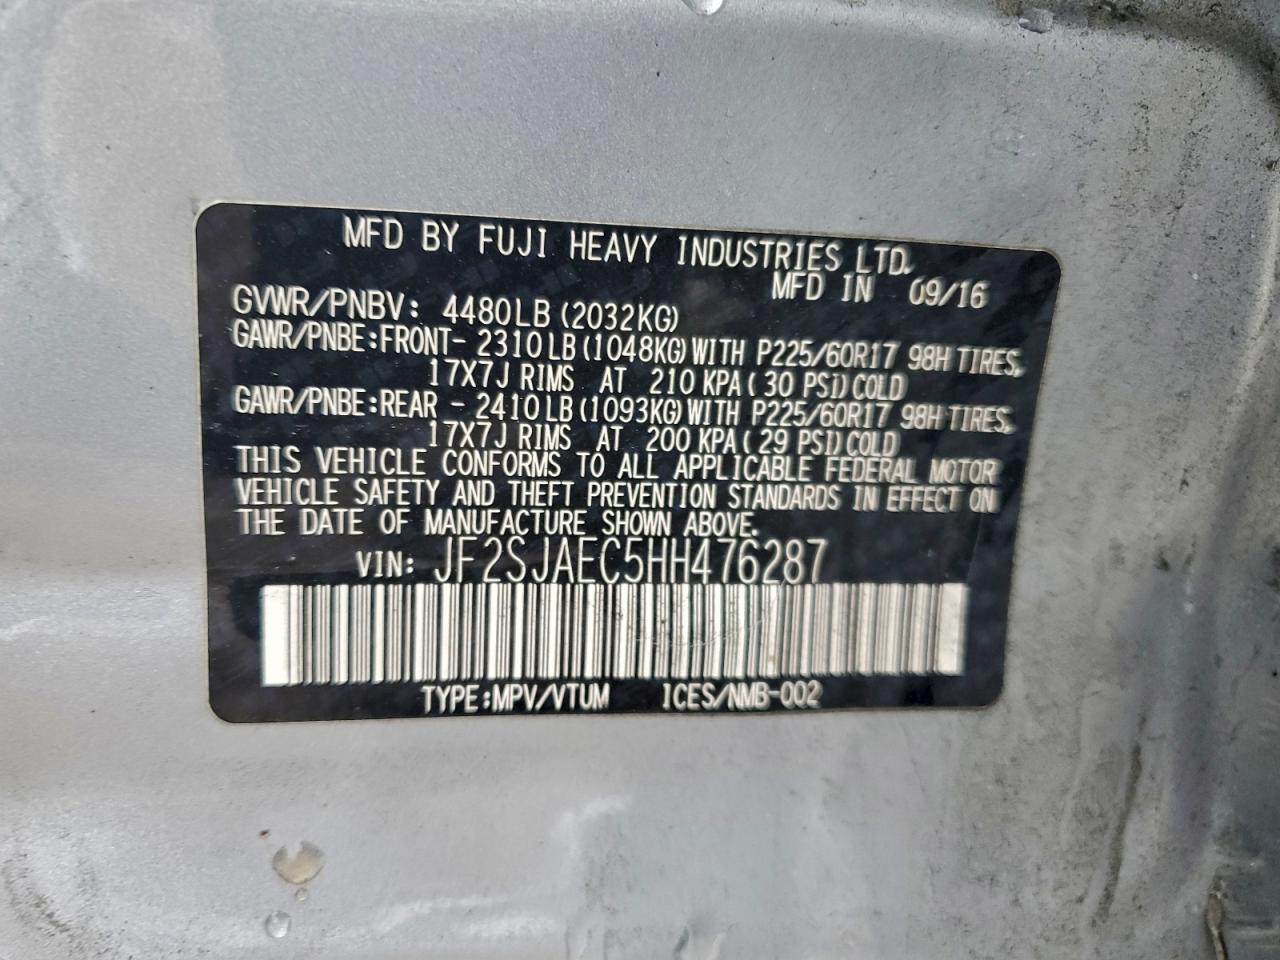 MFD BY FUJI HEAVY INDUSTRIES LTD.
MFD IN 09/16
GVWR/PNBV: 4480LB (2032KG)
GAWR/PNBE:FRONT- 2310LB (1048KG) WITH P225/60R17 98H TIRES,
17X7J RIMS AT 210 KPA ( 30 PSI) COLD
GAWR/PNBE:REAR - 2410LB (1093KG) WITH P225/60R17 98H TIRES,
17X7J RIMS AT 200 KPA ( 29 PSI) COLD
THIS VEHICLE CONFORMS TO ALL APPLICABLE FEDERAL MOTOR
VEHICLE SAFETY AND THEFT PREVENTION STANDARDS IN EFFECT ON
THE DATE OF MANUFACTURE SHOWN ABOVE.
VIN: JF2SJAEC5HH476287
TYPE:MPV/VTUM ICES/NMB-002